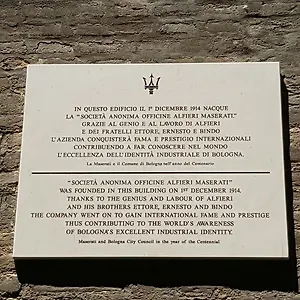 IN QUESTO EDIFICIO IL 1º DICEMBRE 1914 NACQUE
LA "SOCIETÀ ANONIMA OFFICINE ALFIERI MASERATI"
GRAZIE AL GENIO E AL LAVORO DI ALFIERI
E DEI FRATELLI ETTORE, ERNESTO E BINDO
L'AZIENDA CONQUISTERÀ FAMA E PRESTIGIO INTERNAZIONALI
CONTRIBUENDO A FAR CONOSCERE NEL MONDO
L'ECCELLENZA DELL'IDENTITÀ INDUSTRIALE DI BOLOGNA.
La Maserati e il Comune di Bologna nell'anno del Centenario
"SOCIETÀ ANONIMA OFFICINE ALFIERI MASERATI"
WAS FOUNDED IN THIS BUILDING ON 1ST DECEMBER 1914.
THANKS TO THE GENIUS AND LABOUR OF ALFIERI
AND HIS BROTHERS ETTORE, ERNESTO AND BINDO
THE COMPANY WENT ON TO GAIN INTERNATIONAL FAME AND PRESTIGE
THUS CONTRIBUTING TO THE WORLD'S AWARENESS
OF BOLOGNA'S EXCELLENT INDUSTRIAL IDENTITY.
Maserati and Bologna City Council in the year of the Centennial